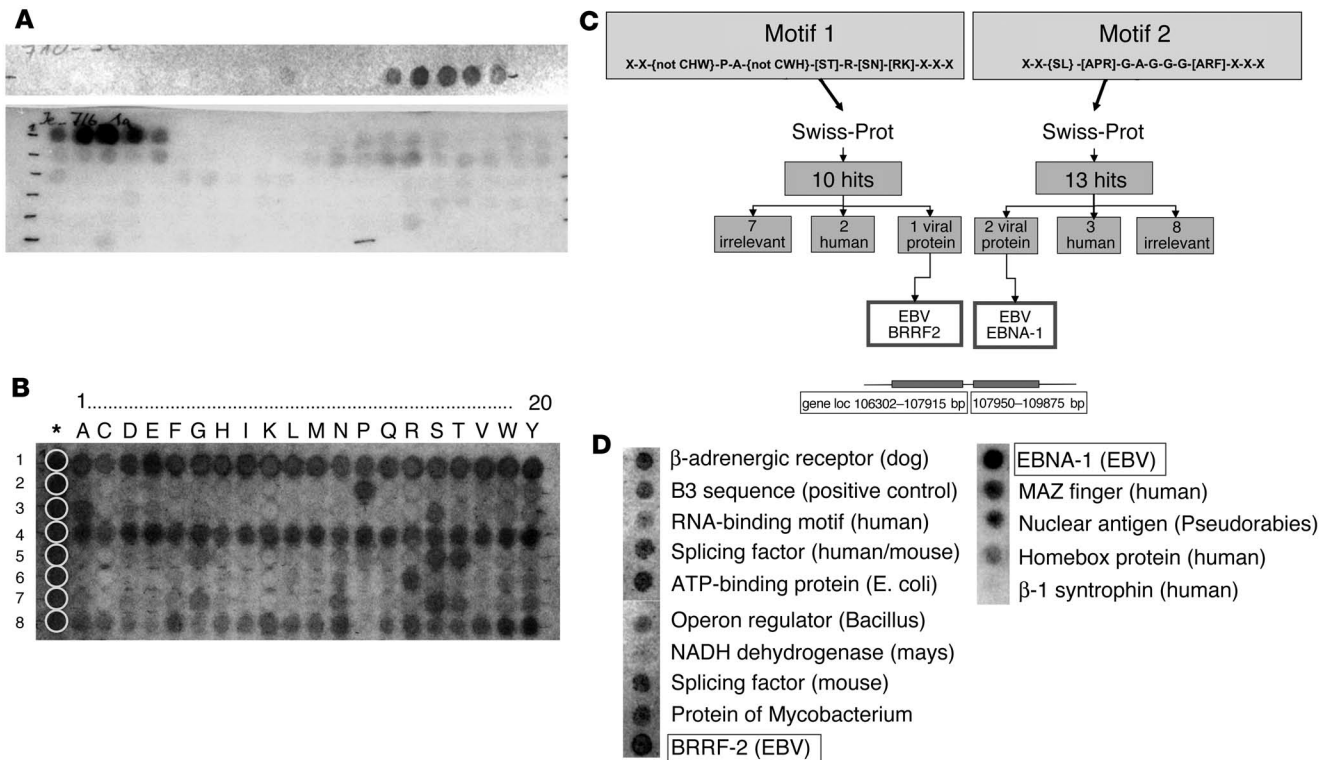 A
B
1 20
* A C D E F G H I K L M N P Q R S T V W Y
1
2
3
4
5
6
7
8
C
Motif 1
X-X-{not CHW}-P-A-{not CWH}-[ST]-R-[SN]-[RK]-X-X-X
Motif 2
X-X-{SL} -[APR]-G-A-G-G-G-[ARF]-X-X-X
Swiss-Prot
Swiss-Prot
10 hits
13 hits
7
irrelevant
2
human
1 viral
protein
2 viral
protein
3
human
8
irrelevant
EBV
BRRF2
EBV
EBNA-1
gene loc 106302–107915 bp
107950–109875 bp
D
β-adrenergic receptor (dog)
B3 sequence (positive control)
RNA-binding motif (human)
Splicing factor (human/mouse)
ATP-binding protein (E. coli)
Operon regulator (Bacillus)
NADH dehydrogenase (mays)
Splicing factor (mouse)
Protein of Mycobacterium
BRRF-2 (EBV)
EBNA-1 (EBV)
MAZ finger (human)
Nuclear antigen (Pseudorabies)
Homebox protein (human)
β-1 syntrophin (human)